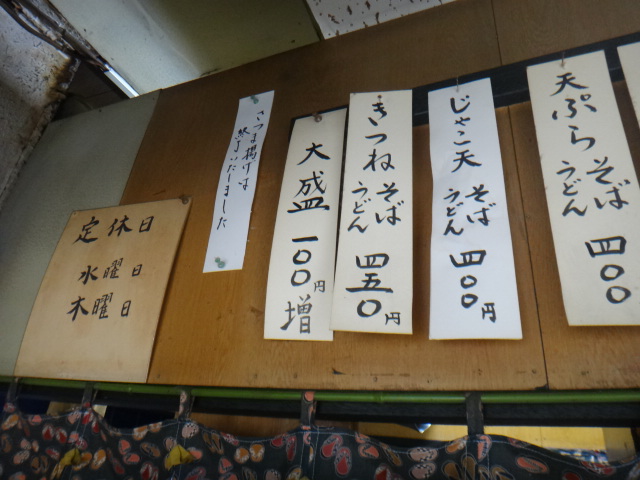 定休日
水曜日
木曜日
さつま揚げは
終了いたしました
大盛一〇〇円増
きつねそばうどん四五〇円
じゃこ天そばうどん四〇〇円
天ぷらそばうどん四〇〇